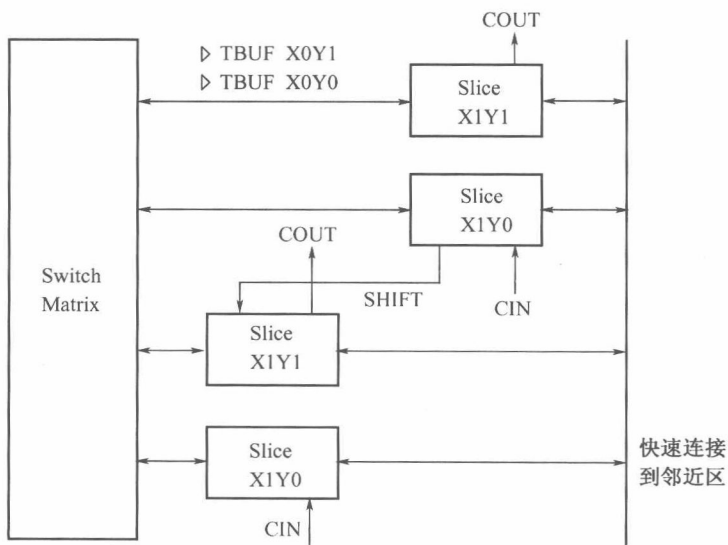 COUT
TBUF X0Y1
TBUF X0Y0
Slice
X1Y1
Slice
X1Y0
COUT
Switch
Matrix
SHIFT
CIN
Slice
X1Y1
Slice
X1Y0
快速连接
到邻近区
CIN